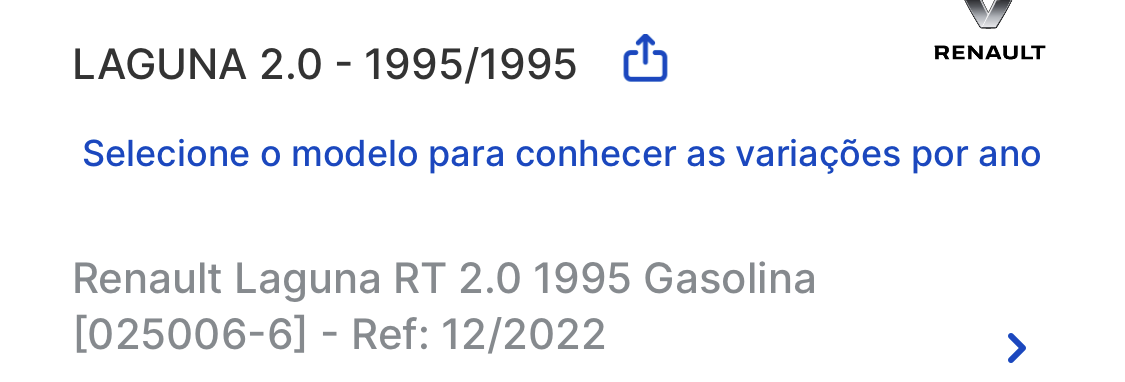 LAGUNA 2.0 - 1995/1995
RENAULT
Selecione o modelo para conhecer as variações por ano
Renault Laguna RT 2.0 1995 Gasolina
[025006-6] - Ref: 12/2022